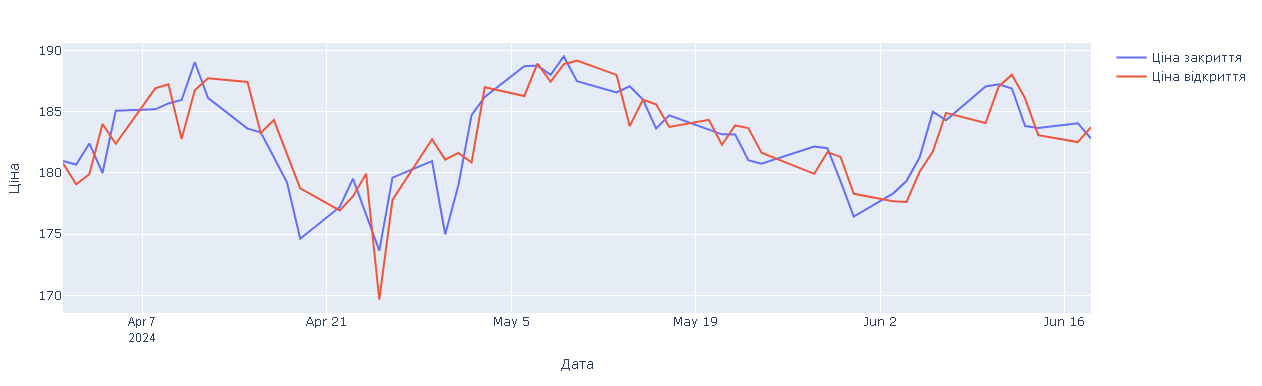 190
185
180
175
170
Ціна
Apr 7
2024
Apr 21
May 5
May 19
Jun 2
Jun 16
Дата
Ціна закриття
Ціна відкриття